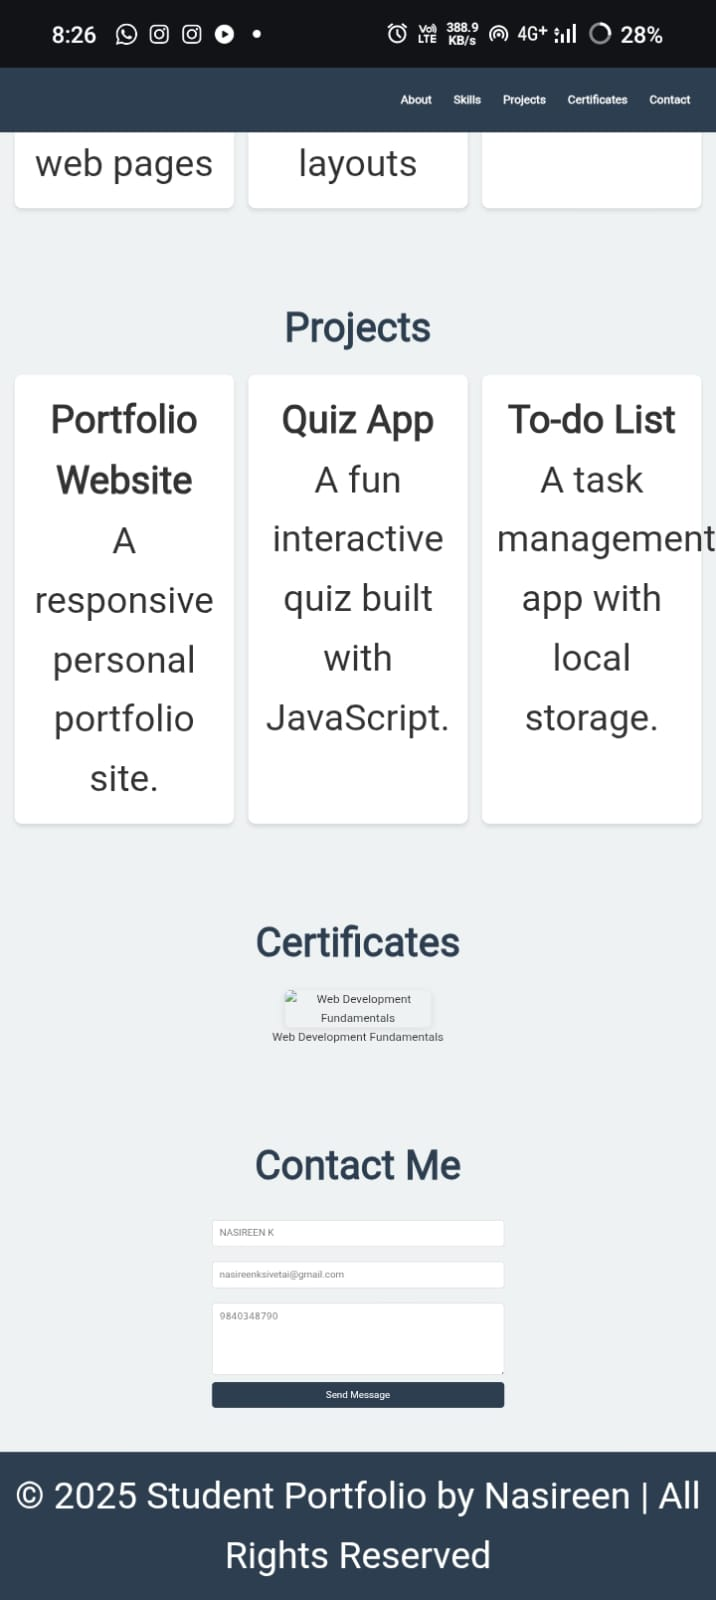 8:26 Vo) LTE 388.9 KB/s 4G+ 28%
About Skills Projects Certificates Contact
web pages
layouts
Projects
Portfolio
Website
A
responsive
personal
portfolio
site.
Quiz App
A fun
interactive
quiz built
with
JavaScript.
To-do List
A task
management
app with
local
storage.
Certificates
Web Development
Fundamentals
Web Development Fundamentals
Contact Me
NASIREEN K
nasireenksivetai@gmail.com
9840348790
Send Message
© 2025 Student Portfolio by Nasireen | All
Rights Reserved